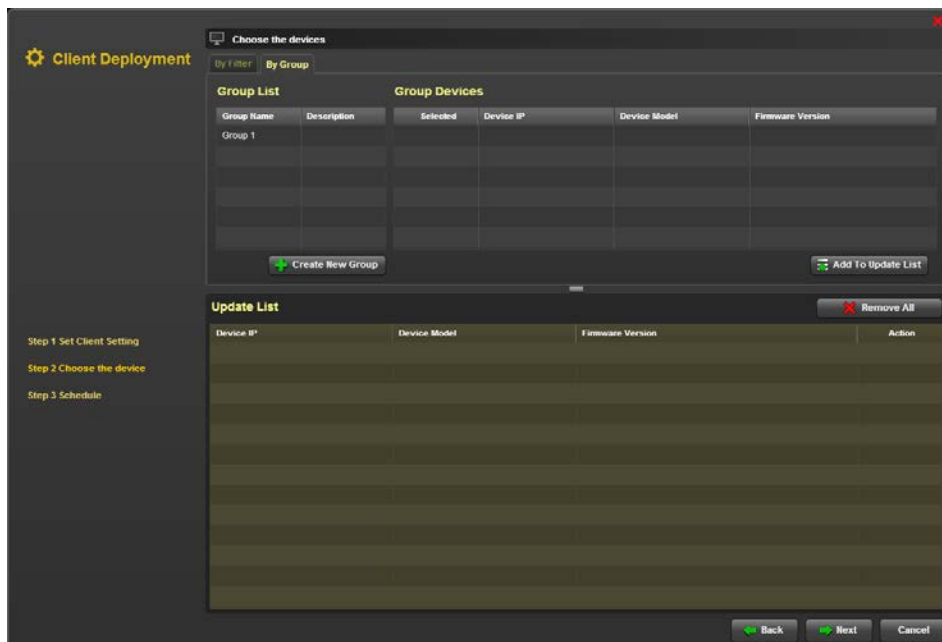 Client Deployment
Choose the devices
By Filter By Group
Group List Group Devices
Group Name Description Selected Device IP Device Model Firmware Version
Group 1
Create New Group Add To Update List
Update List Remove All
Device IP Device Model Firmware Version Action
Step 1 Set Client Setting
Step 2 Choose the device
Step 3 Schedule
Back Next Cancel